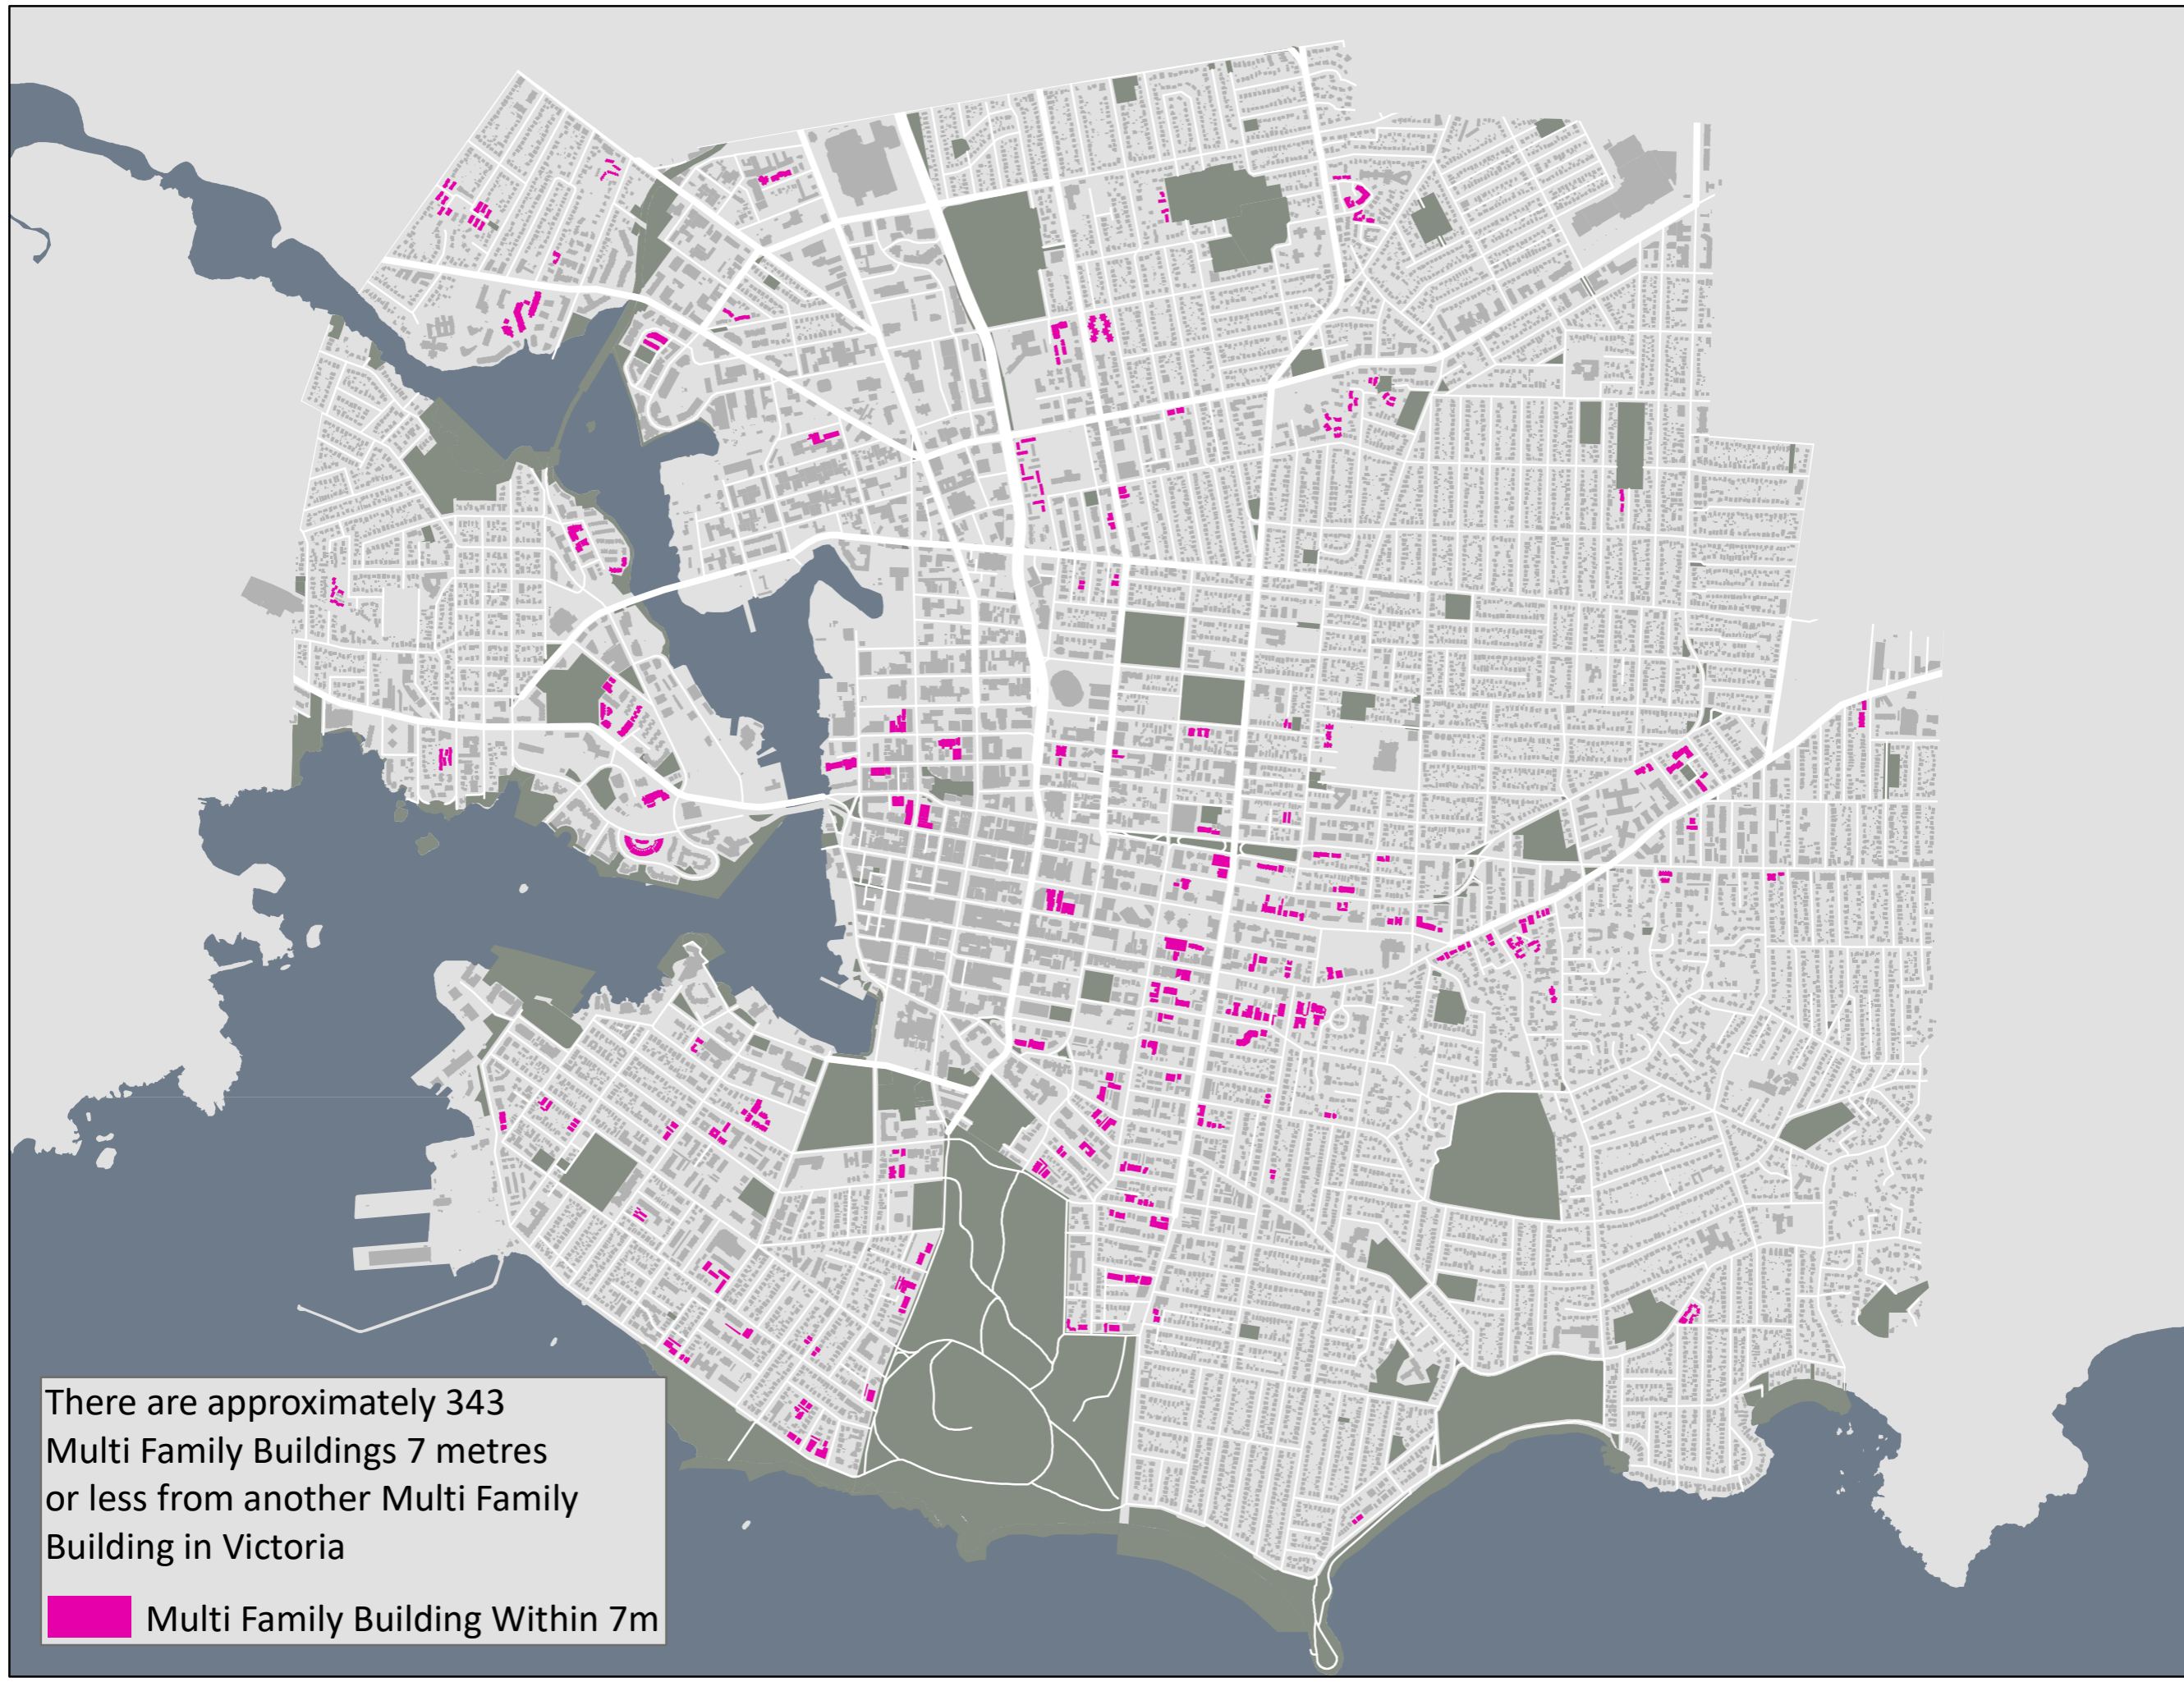 There are approximately 343
Multi Family Buildings 7 metres
or less from another Multi Family
Building in Victoria
Multi Family Building Within 7m